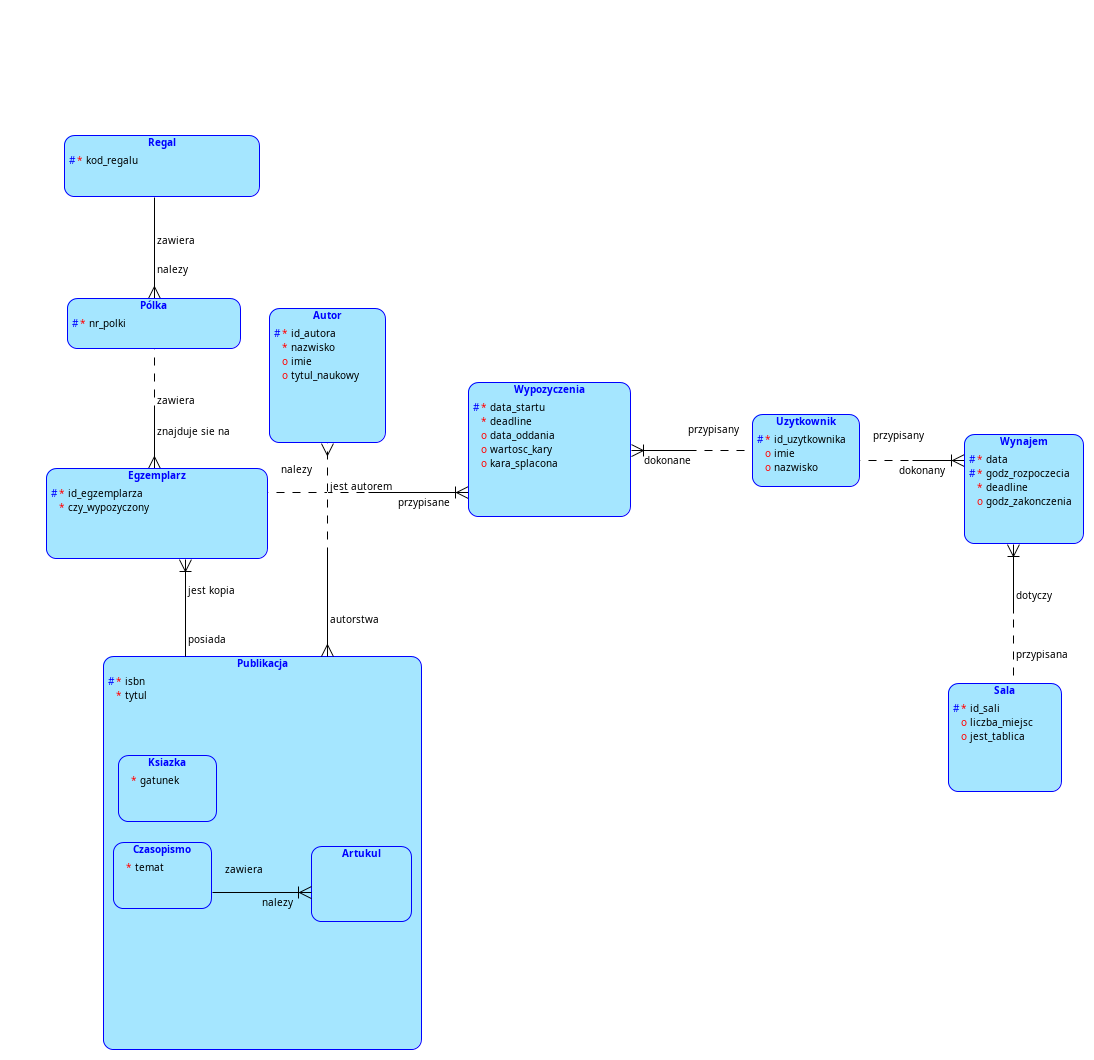 Regal
#* kod_regalu
zawiera
nalezy
Pólka
#* nr_polki
zawiera
znajduje sie na
Autor
#* id_autora
* nazwisko
o imie
o tytul_naukowy
Egzemplarz
#* id_egzemplarza
* czy_wypozyczony
nalezy
jest autorem
przypisane
Wypozyczenia
#* data_startu
* deadline
o data_oddania
o wartosc_kary
o kara_splacona
przypisany
dokonane
Uzytkownik
#* id_uzytkownika
o imie
o nazwisko
przypisany
dokonany
Wynajem
#* data
#* godz_rozpoczecia
* deadline
o godz_zakonczenia
jest kopia
posiada
autorstwa
dotyczy
przypisana
Publikacja
#* isbn
* tytul
Ksiazka
* gatunek
Czasopismo
* temat
zawiera
nalezy
Artukul
Sala
#* id_sali
o liczba_miejsc
o jest_tablica